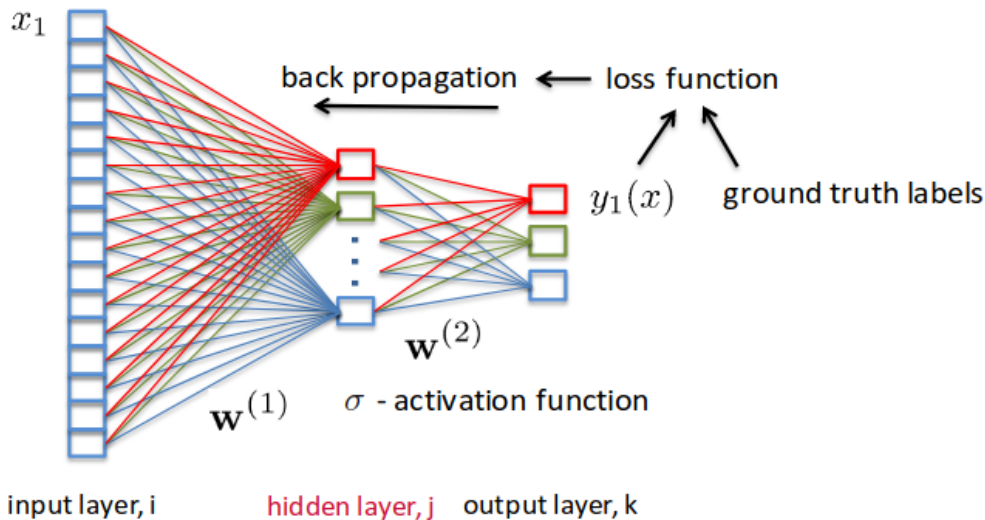 x₁
back propagation
loss function
y₁(x)
ground truth labels
w⁽²⁾
w⁽¹⁾
σ - activation function
input layer, i
hidden layer, j
output layer, k